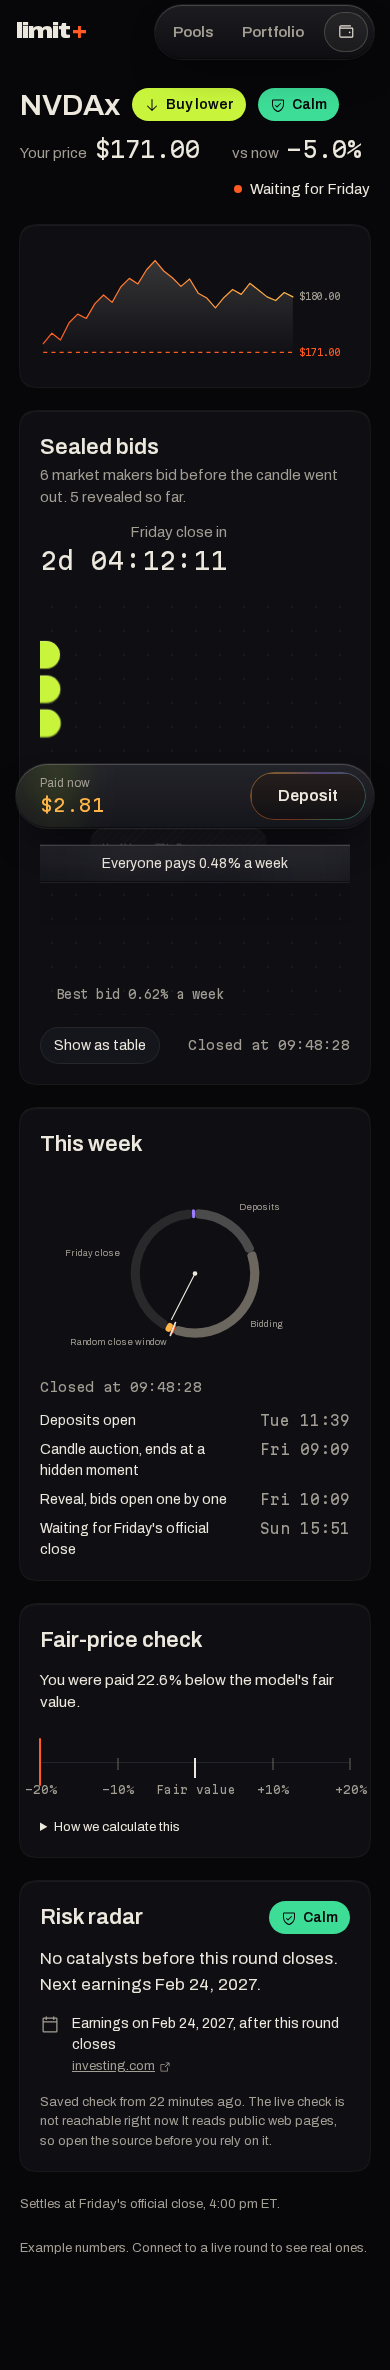 limit+
Pools Portfolio
NVDAx Buy lower Calm
Your price $171.00 vs now −5.0%
Waiting for Friday
$180.00
$171.00
Sealed bids
6 market makers bid before the candle went
out. 5 revealed so far.
Friday close in
2d 04:12:11
Paid now
$2.81
Deposit
Everyone pays 0.48% a week
Best bid 0.62% a week
Show as table Closed at 09:48:28
This week
Deposits
Friday close
Bidding
Random close window
Closed at 09:48:28
Deposits open Tue 11:39
Candle auction, ends at a Fri 09:09
hidden moment
Reveal, bids open one by one Fri 10:09
Waiting for Friday's official Sun 15:51
close
Fair-price check
You were paid 22.6% below the model's fair
value.
−20% −10% Fair value +10% +20%
How we calculate this
Risk radar Calm
No catalysts before this round closes.
Next earnings Feb 24, 2027.
Earnings on Feb 24, 2027, after this round
closes
investing.com
Saved check from 22 minutes ago. The live check is
not reachable right now. It reads public web pages,
so open the source before you rely on it.
Settles at Friday's official close, 4:00 pm ET.
Example numbers. Connect to a live round to see real ones.